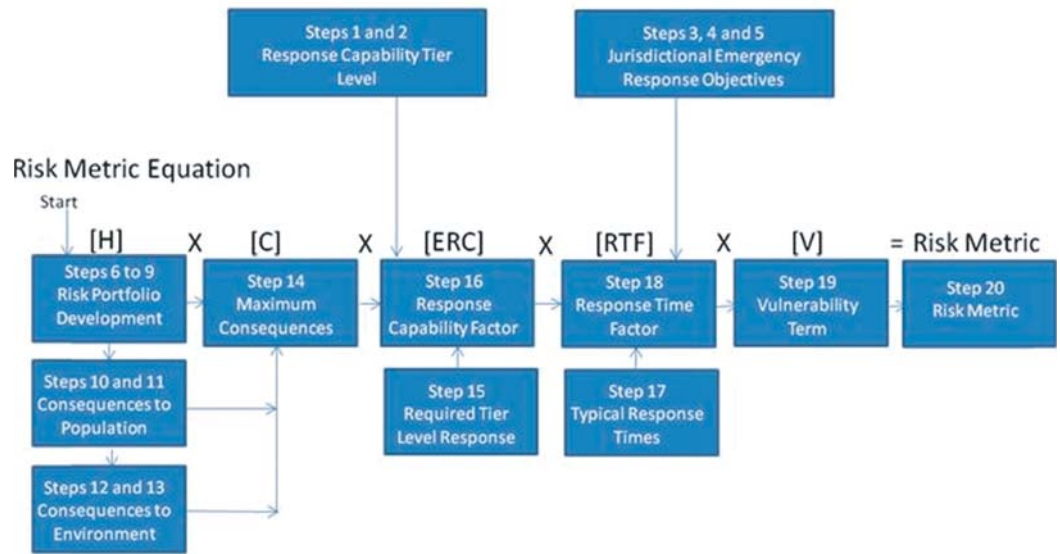 Steps 1 and 2
Response Capability Tier
Level
Steps 3, 4 and 5
Jurisdictional Emergency
Response Objectives
Risk Metric Equation
Start
[H] X [C] X [ERC] X [RTF] X [V] = Risk Metric
Steps 6 to 9
Risk Portfolio
Development
Step 14
Maximum
Consequences
Step 16
Response
Capability Factor
Step 18
Response Time
Factor
Step 19
Vulnerability
Term
Step 20
Risk Metric
Steps 10 and 11
Consequences to
Population
Step 15
Required Tier
Level Response
Step 17
Typical Response
Times
Steps 12 and 13
Consequences to
Environment